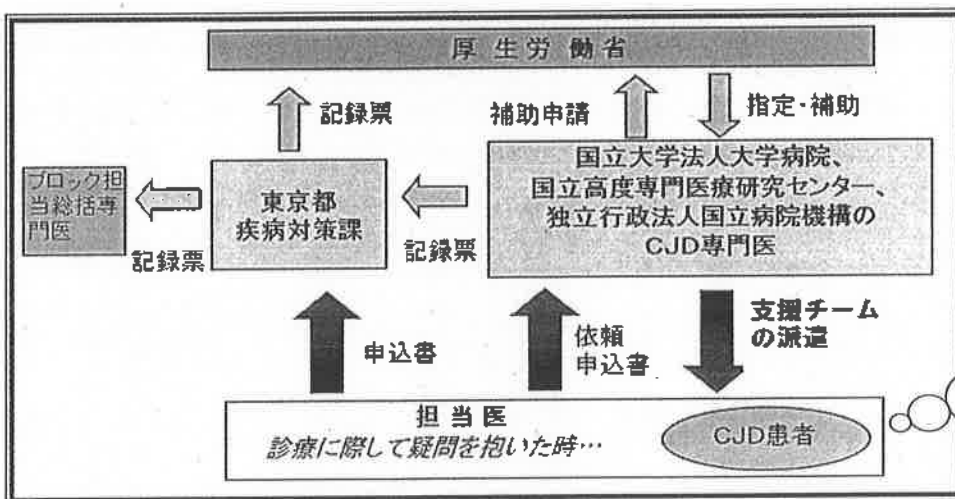 厚生労働省
記録票
補助申請
指定・補助
ブロック担
当総括専
門医
東京都
疾病対策課
国立大学法人大学病院、
国立高度専門医療研究センター、
独立行政法人国立病院機構の
CJD専門医
記録票
記録票
申込書
依頼
申込書
支援チーム
の派遣
担当医
診療に際して疑問を抱いた時…
CJD患者